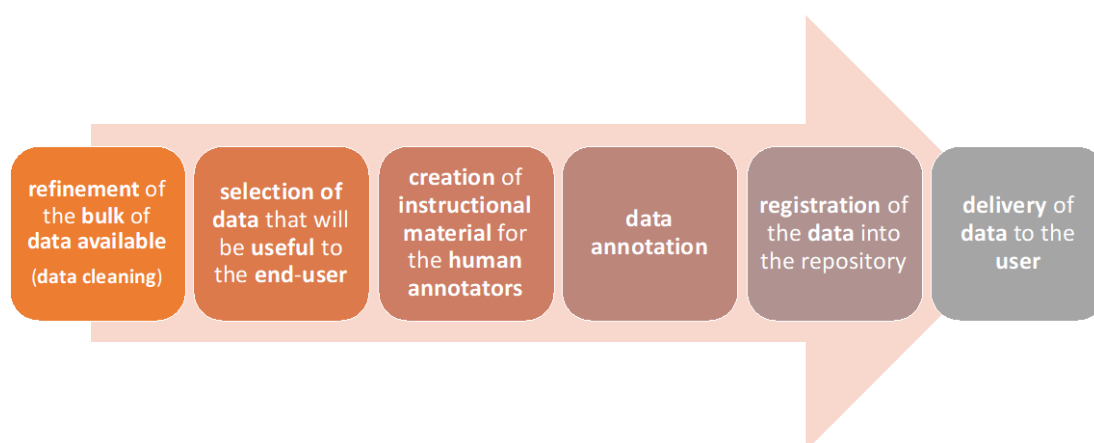 refinement of
the bulk of
data available
(data cleaning)
selection of
data that will
be useful to
the end-user
creation of
instructional
material for
the human
annotators
data
annotation
registration of
the data into
the repository
delivery of
data to the
user